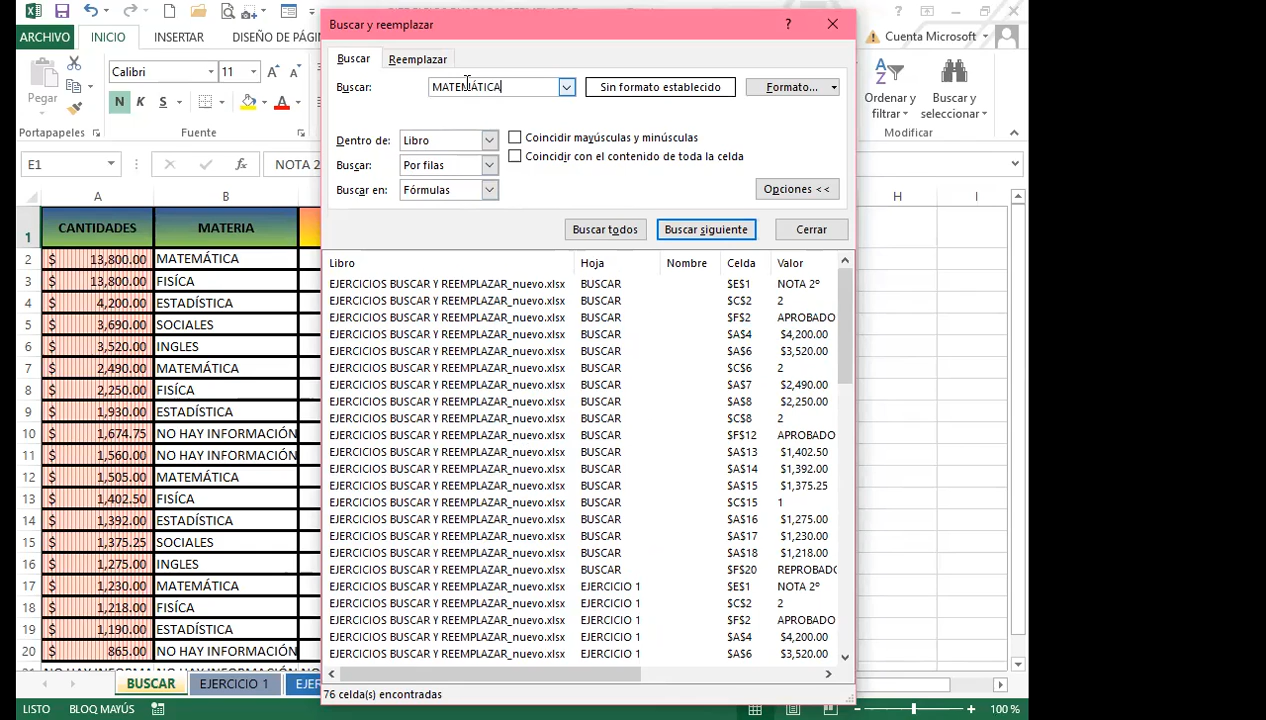 Buscar y reemplazar
?
ARCHIVO INICIO INSERTAR DISEÑO DE PÁGIN
Cuenta Microsoft
Buscar Reemplazar
Buscar: MATEMÁTICA Sin formato establecido Formato...
Calibri 11
Pegar
N K S
Ordenar y filtrar
Buscar y seleccionar
Portapapeles Fuente Modificar
Dentro de: Libro
Buscar: Por filas
Buscar en: Fórmulas
Coincidir mayúsculas y minúsculas
Coincidir con el contenido de toda la celda
Opciones <<
Buscar todos Buscar siguiente Cerrar
E1 NOTA 2
A B H I
1 CANTIDADES MATERIA
2 $ 13,800.00 MATEMÁTICA
3 $ 13,800.00 FISÍCA
4 $ 4,200.00 ESTADÍSTICA
5 $ 3,690.00 SOCIALES
6 $ 3,520.00 INGLES
7 $ 2,490.00 MATEMÁTICA
8 $ 2,250.00 FISÍCA
9 $ 1,930.00 ESTADÍSTICA
10 $ 1,674.75 NO HAY INFORMACIÓN
11 $ 1,560.00 NO HAY INFORMACIÓN
12 $ 1,505.00 MATEMÁTICA
13 $ 1,402.50 FISÍCA
14 $ 1,392.00 ESTADÍSTICA
15 $ 1,375.25 SOCIALES
16 $ 1,275.00 INGLES
17 $ 1,230.00 MATEMÁTICA
18 $ 1,218.00 FISÍCA
19 $ 1,190.00 ESTADÍSTICA
20 $ 865.00 NO HAY INFORMACIÓN
Libro Hoja Nombre Celda Valor
EJERCICIOS BUSCAR Y REEMPLAZAR_nuevo.xlsx BUSCAR $E$1 NOTA 2º
EJERCICIOS BUSCAR Y REEMPLAZAR_nuevo.xlsx BUSCAR $C$2 2
EJERCICIOS BUSCAR Y REEMPLAZAR_nuevo.xlsx BUSCAR $F$2 APROBADO
EJERCICIOS BUSCAR Y REEMPLAZAR_nuevo.xlsx BUSCAR $A$4 $4,200.00
EJERCICIOS BUSCAR Y REEMPLAZAR_nuevo.xlsx BUSCAR $A$6 $3,520.00
EJERCICIOS BUSCAR Y REEMPLAZAR_nuevo.xlsx BUSCAR $C$6 2
EJERCICIOS BUSCAR Y REEMPLAZAR_nuevo.xlsx BUSCAR $A$7 $2,490.00
EJERCICIOS BUSCAR Y REEMPLAZAR_nuevo.xlsx BUSCAR $A$8 $2,250.00
EJERCICIOS BUSCAR Y REEMPLAZAR_nuevo.xlsx BUSCAR $C$8 2
EJERCICIOS BUSCAR Y REEMPLAZAR_nuevo.xlsx BUSCAR $F$12 APROBADO
EJERCICIOS BUSCAR Y REEMPLAZAR_nuevo.xlsx BUSCAR $A$13 $1,402.50
EJERCICIOS BUSCAR Y REEMPLAZAR_nuevo.xlsx BUSCAR $A$14 $1,392.00
EJERCICIOS BUSCAR Y REEMPLAZAR_nuevo.xlsx BUSCAR $A$15 $1,375.25
EJERCICIOS BUSCAR Y REEMPLAZAR_nuevo.xlsx BUSCAR $C$15 1
EJERCICIOS BUSCAR Y REEMPLAZAR_nuevo.xlsx BUSCAR $A$16 $1,275.00
EJERCICIOS BUSCAR Y REEMPLAZAR_nuevo.xlsx BUSCAR $A$17 $1,230.00
EJERCICIOS BUSCAR Y REEMPLAZAR_nuevo.xlsx BUSCAR $A$18 $1,218.00
EJERCICIOS BUSCAR Y REEMPLAZAR_nuevo.xlsx BUSCAR $F$20 REPROBADO
EJERCICIOS BUSCAR Y REEMPLAZAR_nuevo.xlsx EJERCICIO 1 $E$1 NOTA 2º
EJERCICIOS BUSCAR Y REEMPLAZAR_nuevo.xlsx EJERCICIO 1 $C$2 2
EJERCICIOS BUSCAR Y REEMPLAZAR_nuevo.xlsx EJERCICIO 1 $F$2 APROBADO
EJERCICIOS BUSCAR Y REEMPLAZAR_nuevo.xlsx EJERCICIO 1 $A$4 $4,200.00
EJERCICIOS BUSCAR Y REEMPLAZAR_nuevo.xlsx EJERCICIO 1 $A$6 $3,520.00
76 celda(s) encontradas
BUSCAR EJERCICIO 1 EJER
LISTO BLOQ MAYÚS 100 %